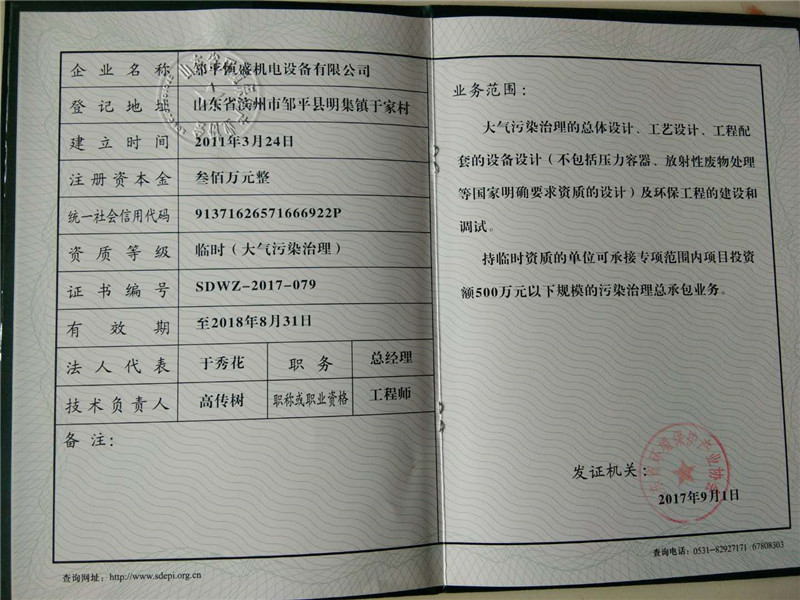 企业名称 邹平恒盛机电设备有限公司
登记地址 山东省滨州市邹平县明集镇于家村
建立时间 2011年3月24日
注册资本金 叁佰万元整
统一社会信用代码 91371626571666922P
资质等级 临时（大气污染治理）
证书编号 SDWZ-2017-079
有效期 至2018年8月31日
法人代表 于秀花 职务 总经理
技术负责人 高传树 职称或职业资格 工程师
备注：
查询网址：http://www.sdepi.org.cn
业务范围：
大气污染治理的总体设计、工艺设计、工程配
套的设备设计（不包括压力容器、放射性废物处理
等国家明确要求资质的设计）及环保工程的建设和
调试。
持临时资质的单位可承接专项范围内项目投资
额500万元以下规模的污染治理总承包业务。
发证机关：
环境保护产业协会
2017年9月1日
查询电话：0531-82927171 67808303